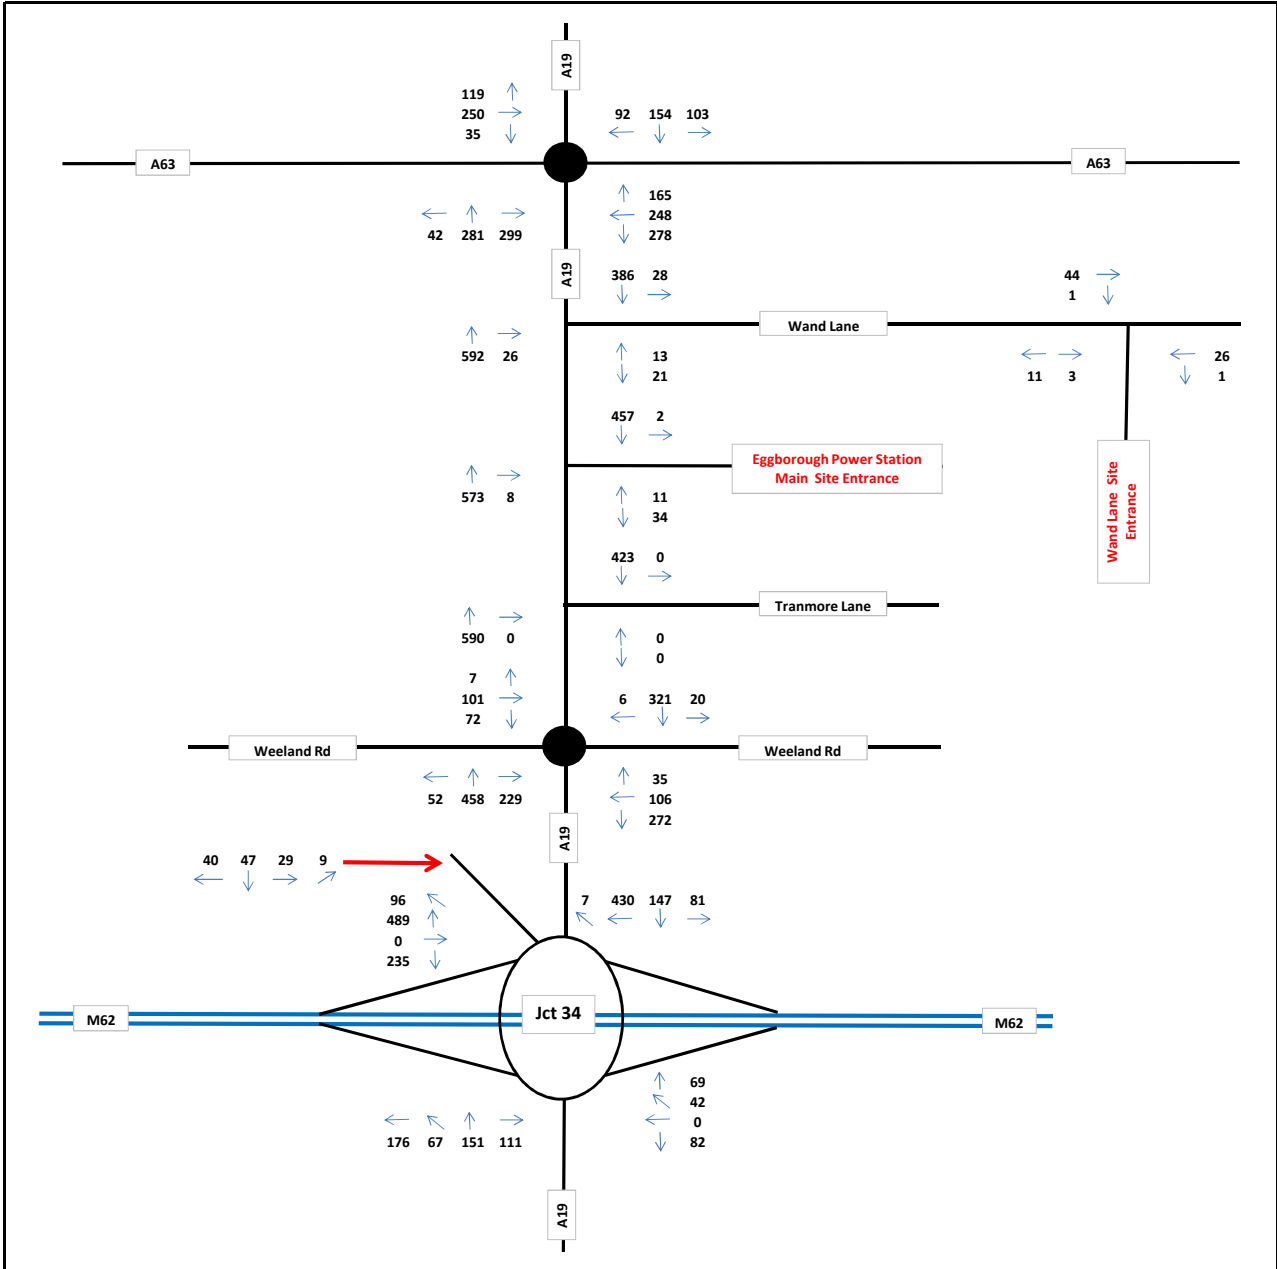 A19
119
250
35
92 154 103
A63
A63
42 281 299
165
248
278
A19
386 28
44
1
Wand Lane
592 26
13
21
11 3
26
1
457 2
Eggborough Power Station
Main Site Entrance
573 8
11
34
Wand Lane Site
Entrance
423 0
Tranmore Lane
590 0
0
0
7
101
72
6 321 20
Weeland Rd
Weeland Rd
52 458 229
35
106
272
A19
40 47 29 9
96
489
0
235
7 430 147 81
M62
Jct 34
M62
69
42
0
82
176 67 151 111
A19